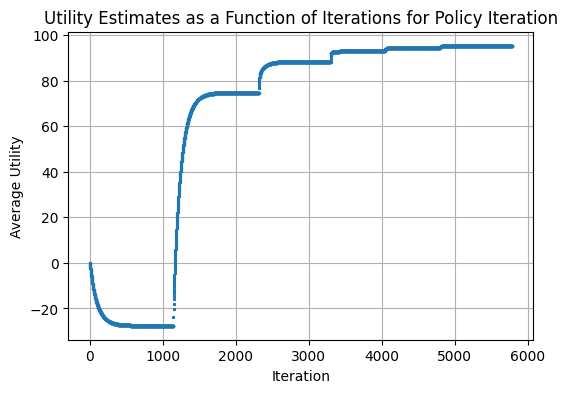 Utility Estimates as a Function of Iterations for Policy Iteration
100
80
60
40
20
0
−20
Average Utility
0 1000 2000 3000 4000 5000 6000
Iteration